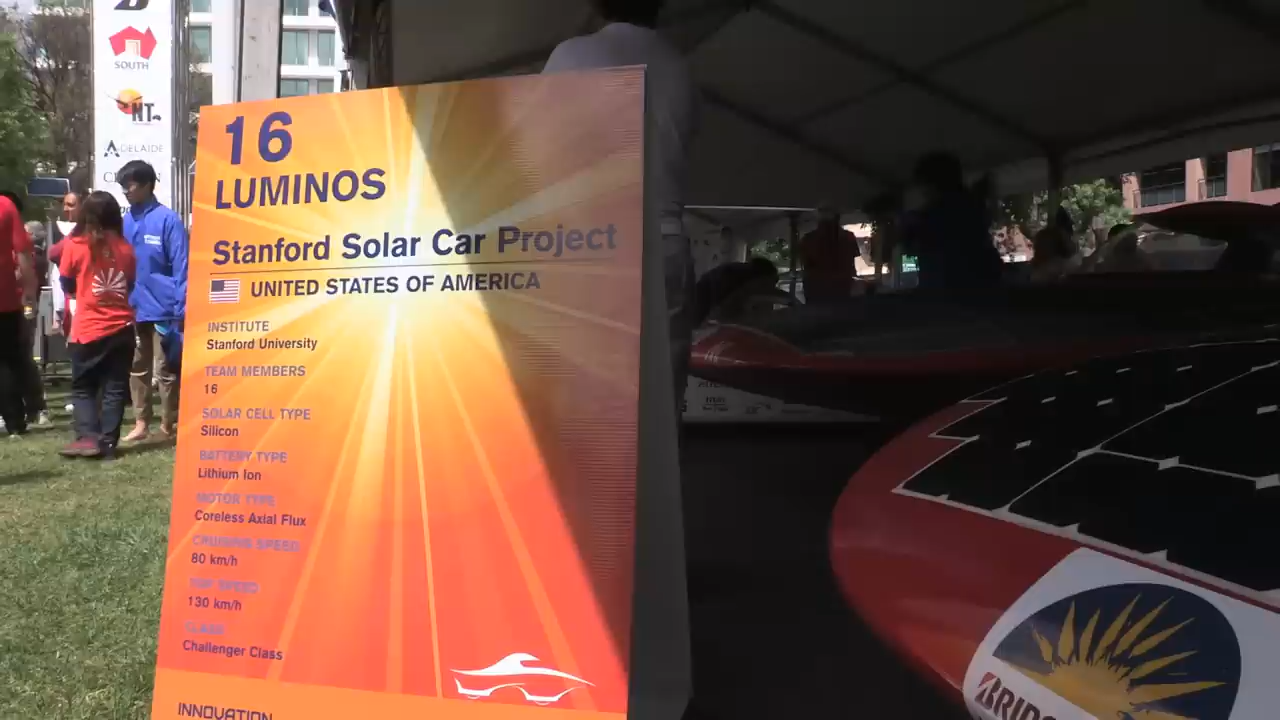 SOUTH
NT
ADELAIDE
16
LUMINOS
Stanford Solar Car Project
UNITED STATES OF AMERICA
INSTITUTE
Stanford University
TEAM MEMBERS
16
SOLAR CELL TYPE
Silicon
BATTERY TYPE
Lithium Ion
MOTOR TYPE
Coreless Axial Flux
CRUISING SPEED
80 km/h
TOP SPEED
130 km/h
CLASS
Challenger Class
INNOVATION
BRIDG